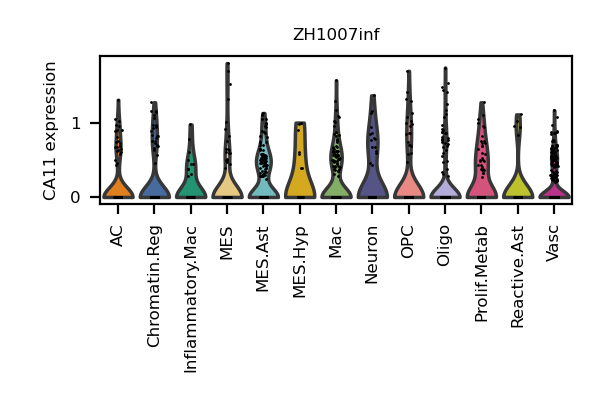 ZH1007inf
CA11 expression
1
0
AC
Chromatin.Reg
Inflammatory.Mac
MES
MES.Ast
MES.Hyp
Mac
Neuron
OPC
Oligo
Prolif.Metab
Reactive.Ast
Vasc